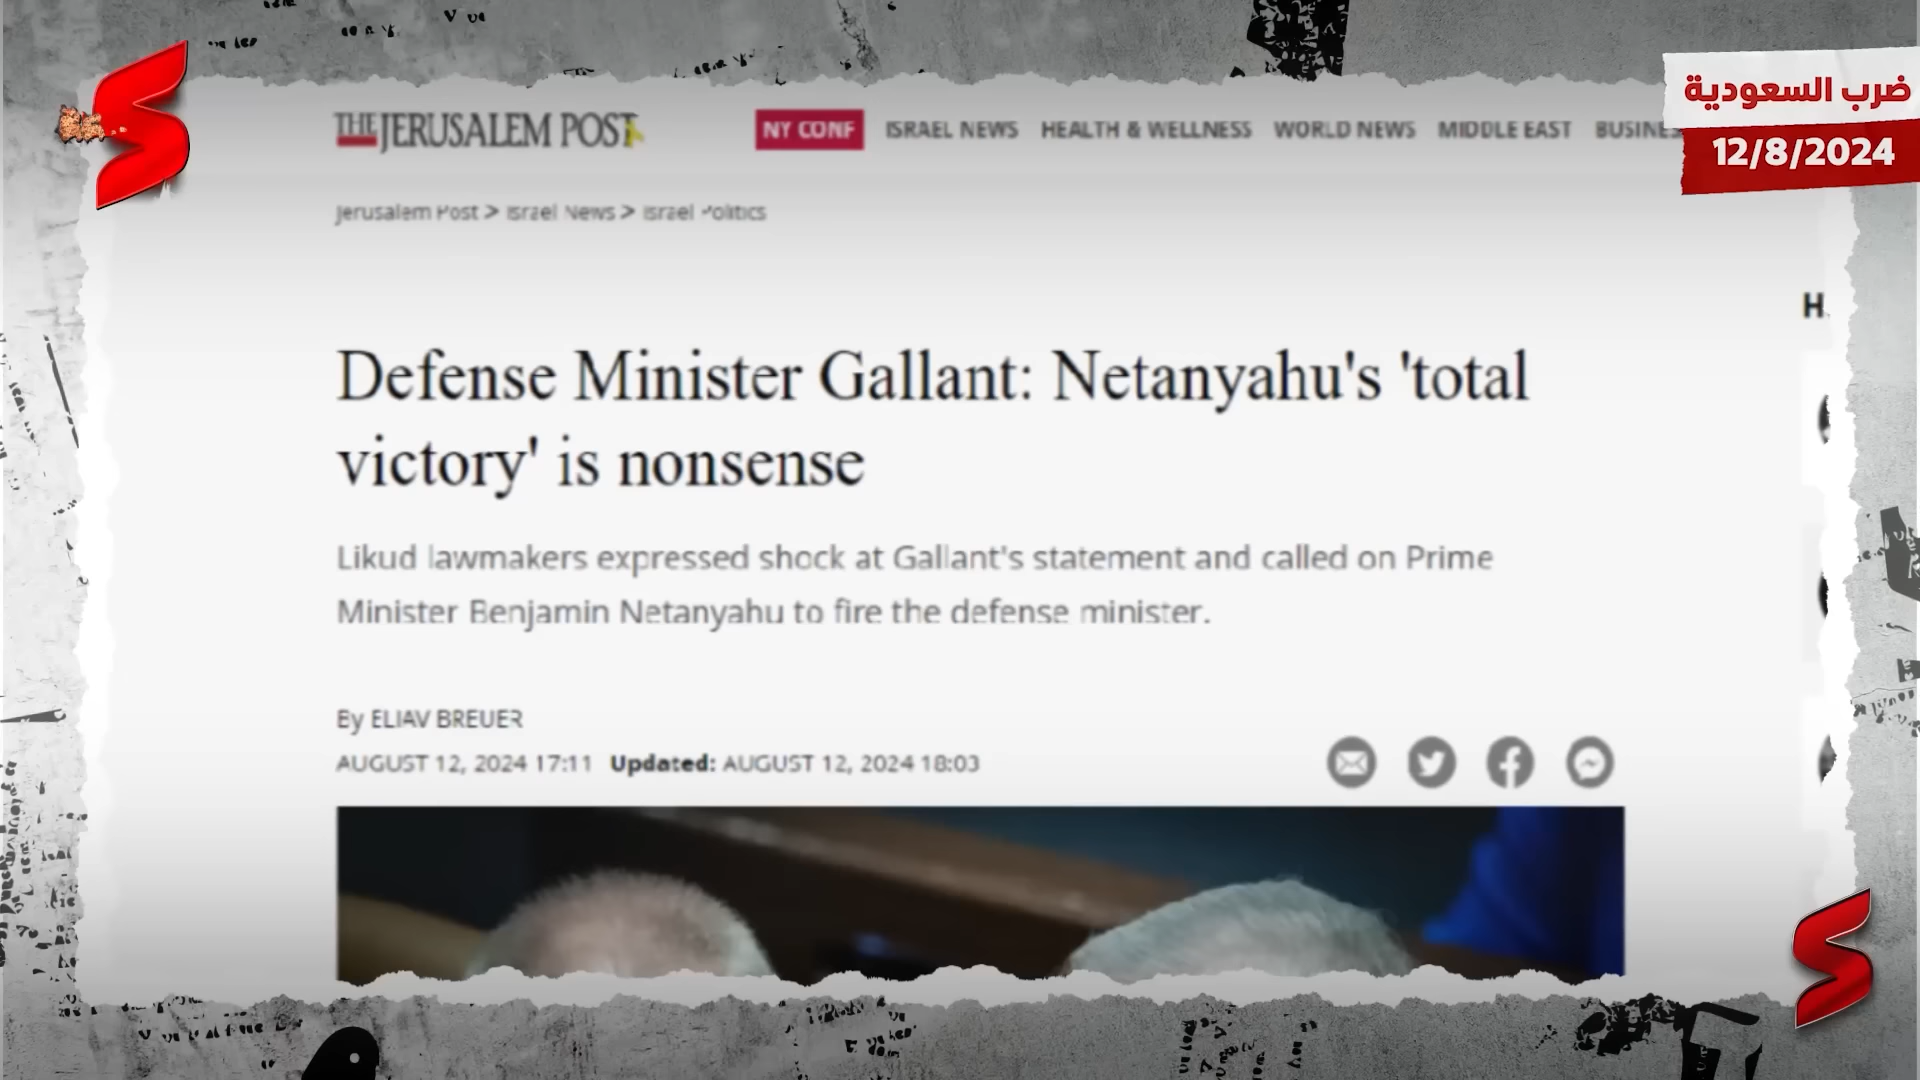 ضرب السعودية
12/8/2024
THE JERUSALEM POST
NY CONF ISRAEL NEWS HEALTH & WELLNESS WORLD NEWS MIDDLE EAST
Jerusalem Post > Israel News > Israel Politics
Defense Minister Gallant: Netanyahu's 'total
victory' is nonsense
Likud lawmakers expressed shock at Gallant's statement and called on Prime
Minister Benjamin Netanyahu to fire the defense minister.
By ELIAV BREUER
AUGUST 12, 2024 17:11 Updated: AUGUST 12, 2024 18:03